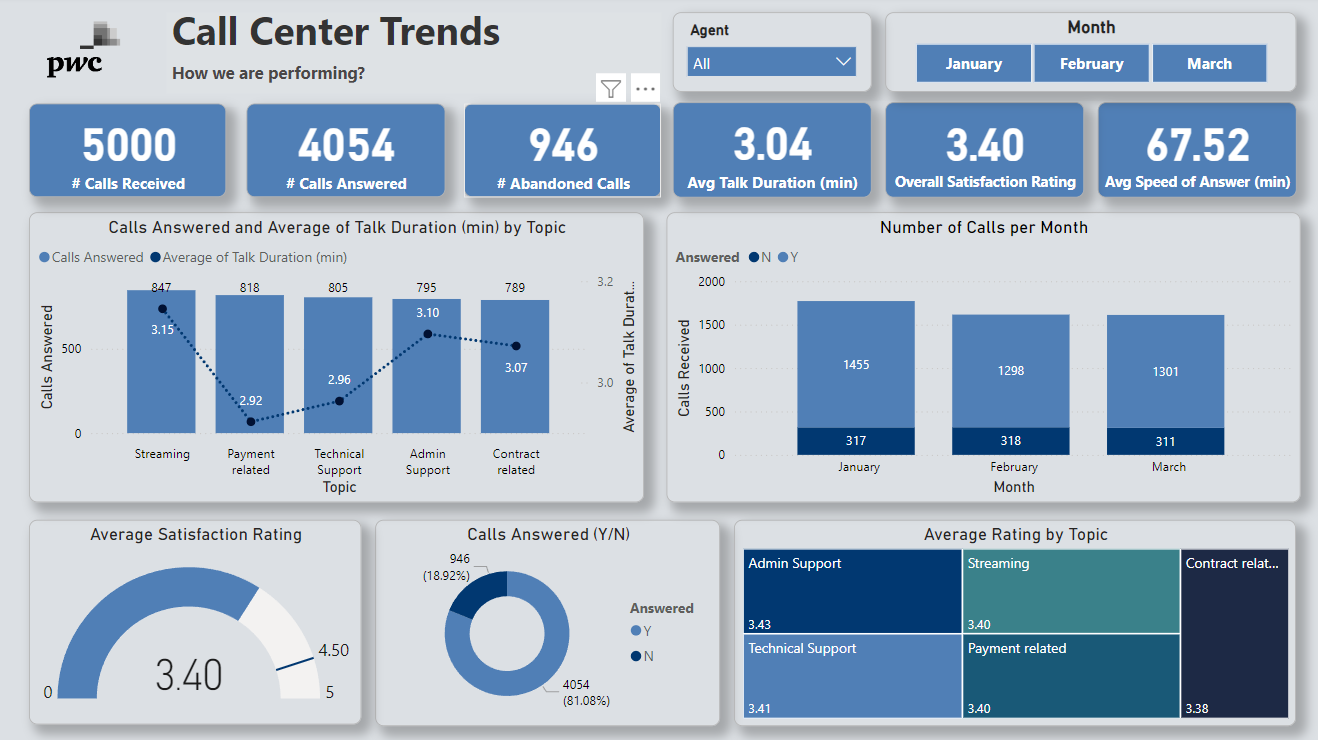 pwc
Call Center Trends
How we are performing?
Agent
All
Month
January
February
March
5000
# Calls Received
4054
# Calls Answered
946
# Abandoned Calls
3.04
Avg Talk Duration (min)
3.40
Overall Satisfaction Rating
67.52
Avg Speed of Answer (min)
Calls Answered and Average of Talk Duration (min) by Topic
Calls Answered
Average of Talk Duration (min)
Calls Answered
500
0
847
818
805
795
789
3.15
2.92
2.96
3.10
3.07
3.2
3.0
Average of Talk Durat...
Streaming
Payment
related
Technical
Support
Admin
Support
Contract
related
Topic
Number of Calls per Month
Answered N Y
Calls Received
2000
1500
1000
500
0
1455
1298
1301
317
318
311
January
February
March
Month
Average Satisfaction Rating
3.40
0
4.50
5
Calls Answered (Y/N)
946
(18.92%)
4054
(81.08%)
Answered
Y
N
Average Rating by Topic
Admin Support
3.43
Technical Support
3.41
Streaming
3.40
Payment related
3.40
Contract relat...
3.38